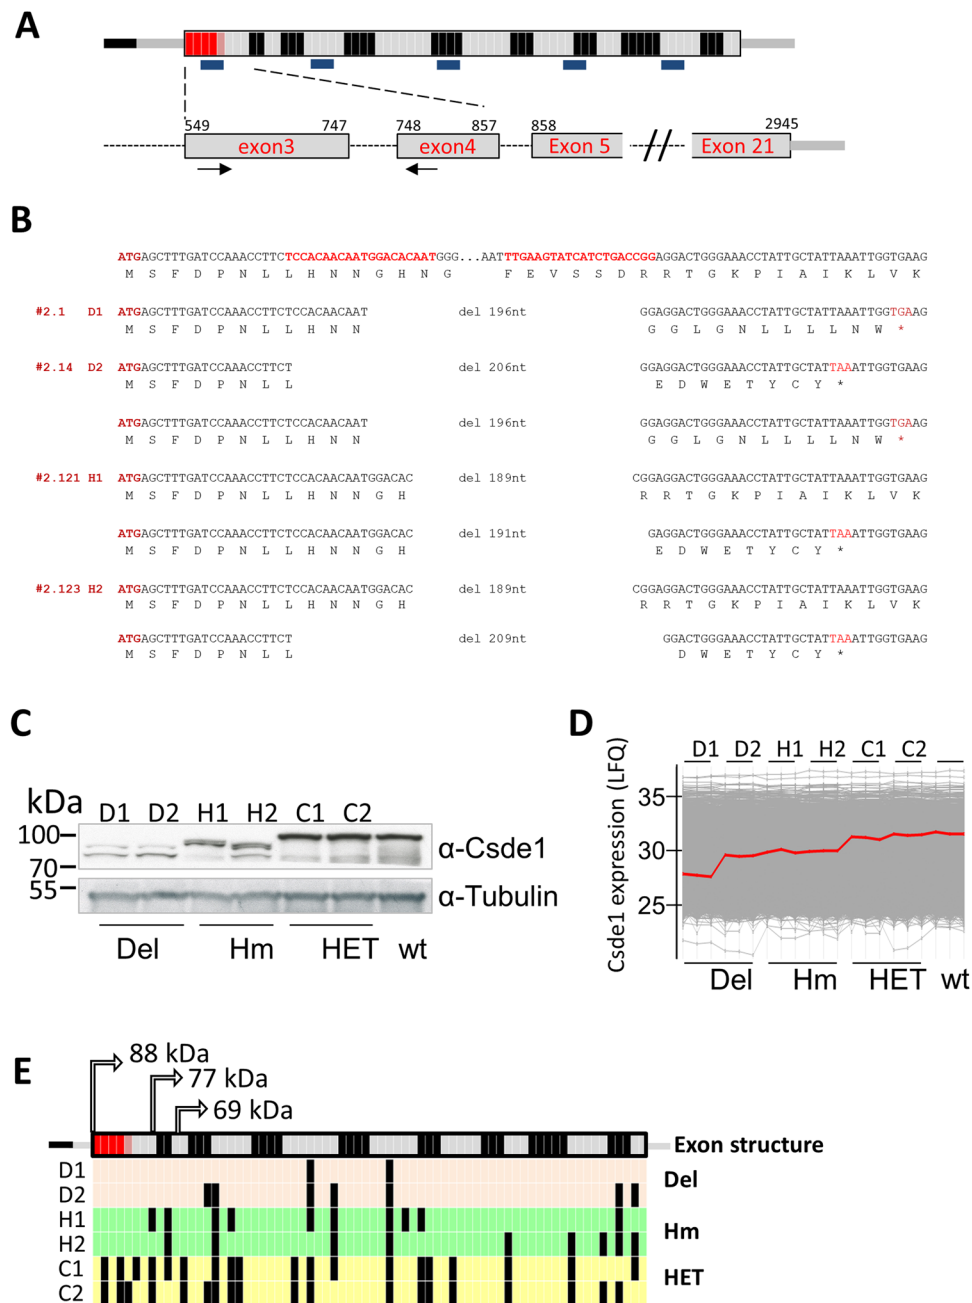 A
549 747 748 857 858 2945
exon3 exon4 Exon 5 Exon 21
B
ATGAGCTTTGATCCAAACCTTCTCCACAACAATGGACACAATGGG...AAT TTGAAGTATCATCTGACCGGAGGACTGGGAAACCTATTGCTATTAAATTGGTGAAG
M S F D P N L L H N N G H N G F E V S S D R R T G K P I A I K L V K
#2.1 D1 ATGAGCTTTGATCCAAACCTTCTCCACAACAAT del 196nt GGAGGACTGGGAAACCTATTGCTATTAAATTGGTGAAG
M S F D P N L L H N N G G L G N L L L L N W *
#2.14 D2 ATGAGCTTTGATCCAAACCTTCT del 206nt GGAGGACTGGGAAACCTATTGCTATTAAATTGGTGAAG
M S F D P N L L E D W E T Y C Y *
ATGAGCTTTGATCCAAACCTTCTCCACAACAAT del 196nt GGAGGACTGGGAAACCTATTGCTATTAAATTGGTGAAG
M S F D P N L L H N N G G L G N L L L L N W *
#2.121 H1 ATGAGCTTTGATCCAAACCTTCTCCACAACAATGGACAC del 189nt CGGAGGACTGGGAAACCTATTGCTATTAAATTGGTGAAG
M S F D P N L L H N N G H R R T G K P I A I K L V K
ATGAGCTTTGATCCAAACCTTCTCCACAACAATGGACAC del 191nt GAGGACTGGGAAACCTATTGCTATTAAATTGGTGAAG
M S F D P N L L H N N G H E D W E T Y C Y *
#2.123 H2 ATGAGCTTTGATCCAAACCTTCTCCACAACAATGGACAC del 189nt CGGAGGACTGGGAAACCTATTGCTATTAAATTGGTGAAG
M S F D P N L L H N N G H R R T G K P I A I K L V K
ATGAGCTTTGATCCAAACCTTCT del 209nt GGACTGGGAAACCTATTGCTATTAAATTGGTGAAG
M S F D P N L L D W E T Y C Y *
C
kDa D1 D2 H1 H2 C1 C2
100
70
55
α-Csde1
α-Tubulin
Del Hm HET wt
D
D1 D2 H1 H2 C1 C2
Csde1 expression (LFQ)
35
30
25
Del Hm HET wt
E
88 kDa
77 kDa
69 kDa
Exon structure
D1
D2
Del
H1
H2
Hm
C1
C2
HET